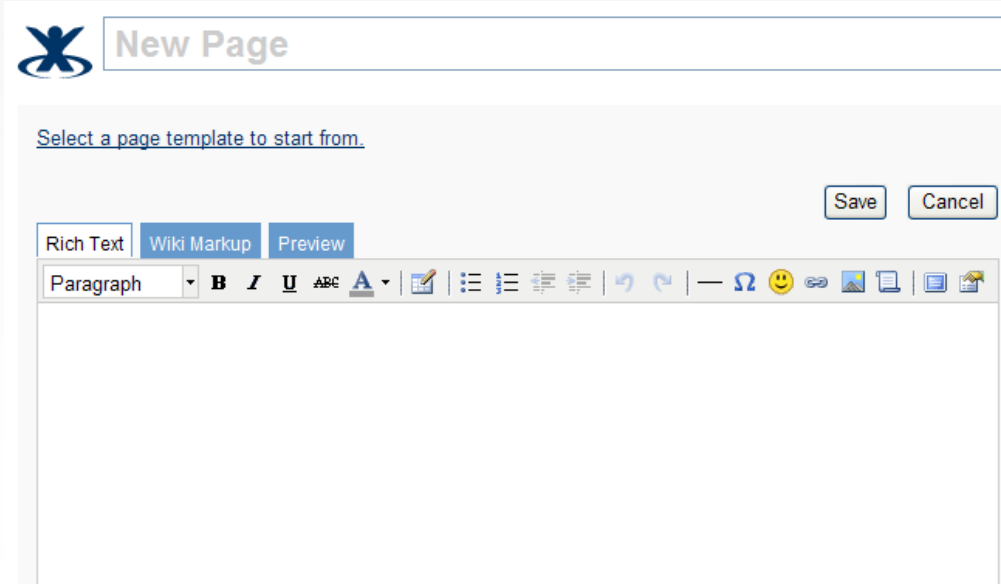 New Page
Select a page template to start from.
Save Cancel
Rich Text Wiki Markup Preview
Paragraph B I U ABC A Ω